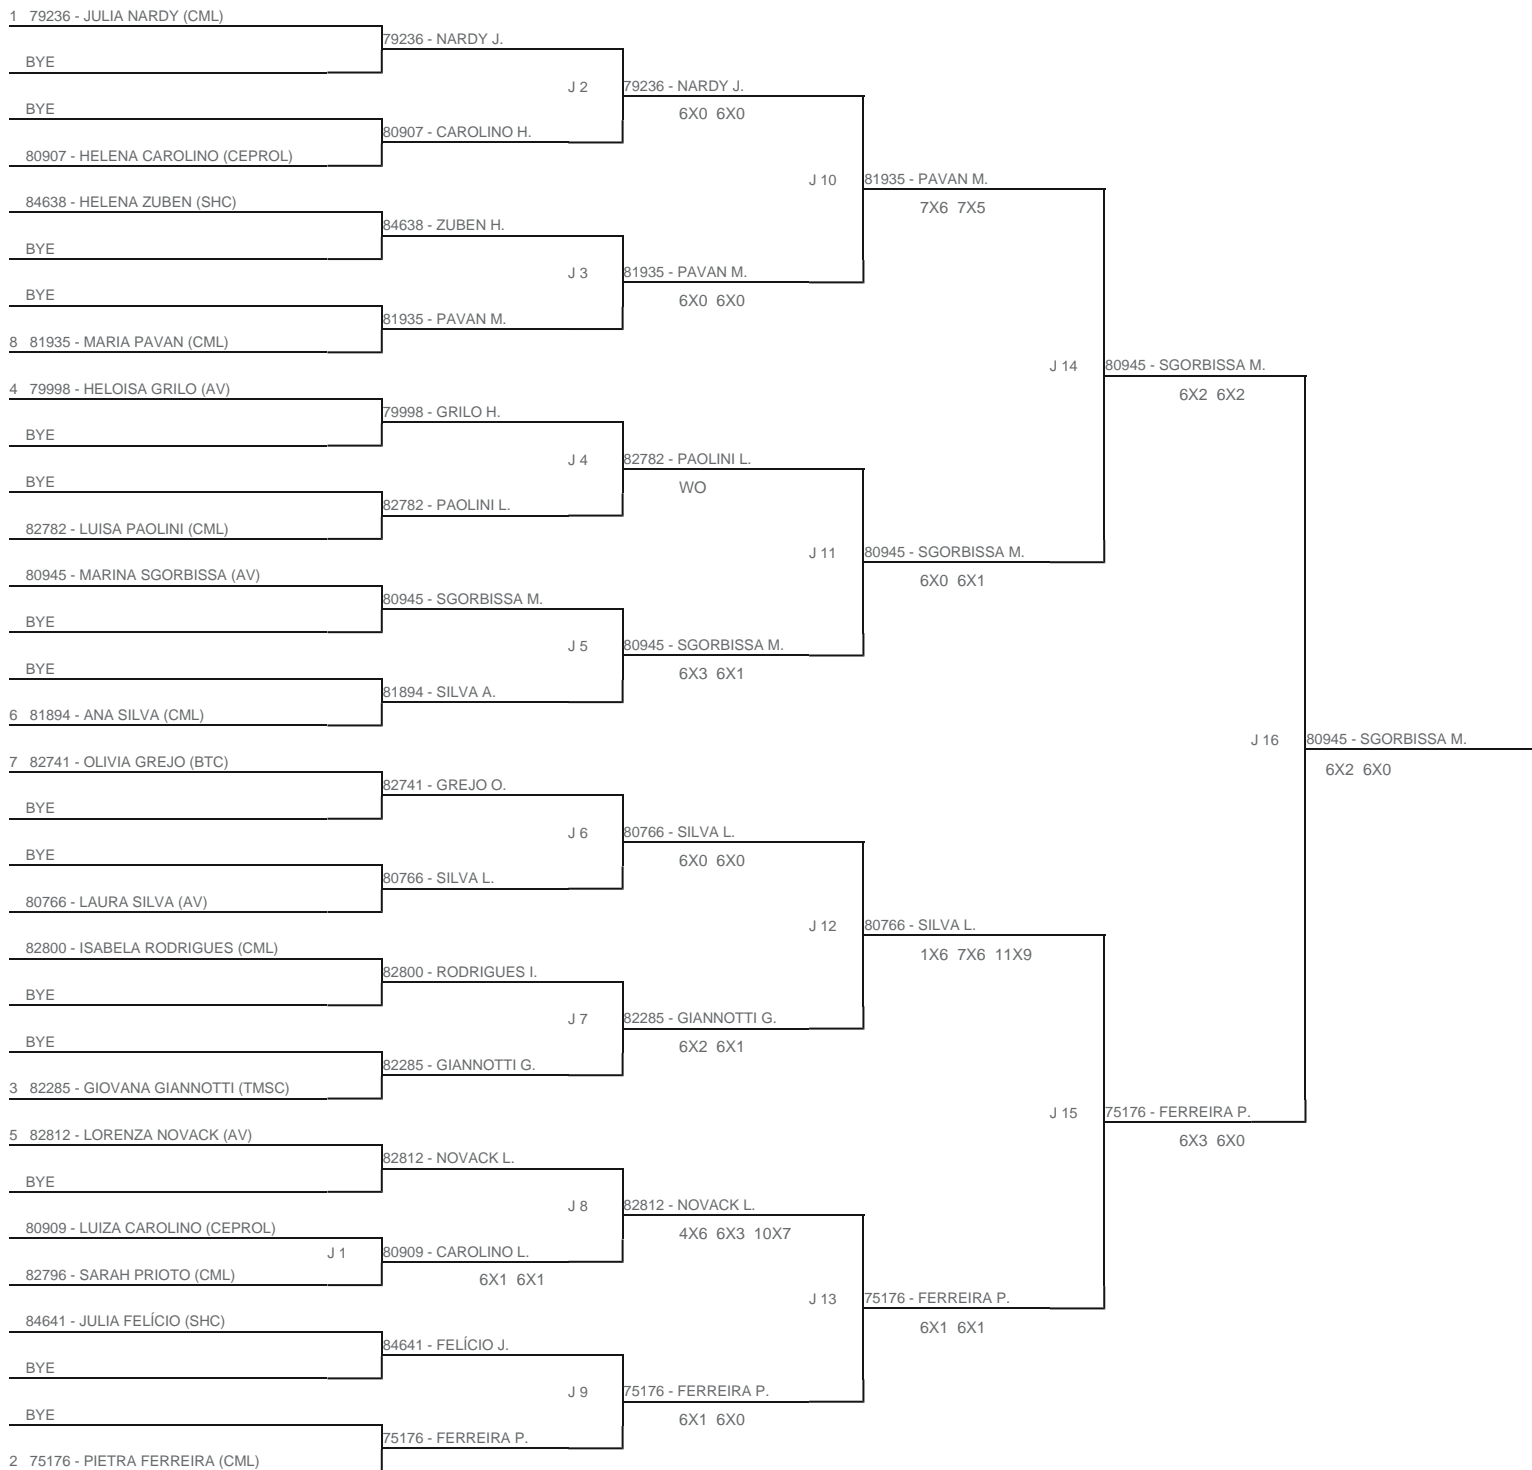 1 79236 - JULIA NARDY (CML)
79236 - NARDY J.
BYE
J 2
79236 - NARDY J.
6X0 6X0
BYE
80907 - CAROLINO H.
80907 - HELENA CAROLINO (CEPROL)
J 10
81935 - PAVAN M.
7X6 7X5
84638 - HELENA ZUBEN (SHC)
84638 - ZUBEN H.
BYE
J 3
81935 - PAVAN M.
6X0 6X0
BYE
81935 - PAVAN M.
8 81935 - MARIA PAVAN (CML)
J 14
80945 - SGORBISSA M.
6X2 6X2
4 79998 - HELOISA GRILO (AV)
79998 - GRILO H.
BYE
J 4
82782 - PAOLINI L.
WO
BYE
82782 - PAOLINI L.
82782 - LUISA PAOLINI (CML)
J 11
80945 - SGORBISSA M.
6X0 6X1
80945 - MARINA SGORBISSA (AV)
80945 - SGORBISSA M.
BYE
J 5
80945 - SGORBISSA M.
6X3 6X1
BYE
81894 - SILVA A.
6 81894 - ANA SILVA (CML)
J 16
80945 - SGORBISSA M.
6X2 6X0
7 82741 - OLIVIA GREJO (BTC)
82741 - GREJO O.
BYE
J 6
80766 - SILVA L.
6X0 6X0
BYE
80766 - SILVA L.
80766 - LAURA SILVA (AV)
J 12
80766 - SILVA L.
1X6 7X6 11X9
82800 - ISABELA RODRIGUES (CML)
82800 - RODRIGUES I.
BYE
J 7
82285 - GIANNOTTI G.
6X2 6X1
BYE
82285 - GIANNOTTI G.
3 82285 - GIOVANA GIANNOTTI (TMSC)
J 15
75176 - FERREIRA P.
6X3 6X0
5 82812 - LORENZA NOVACK (AV)
82812 - NOVACK L.
BYE
J 8
82812 - NOVACK L.
4X6 6X3 10X7
80909 - LUIZA CAROLINO (CEPROL)
J 1
80909 - CAROLINO L.
6X1 6X1
82796 - SARAH PRIOTO (CML)
J 13
75176 - FERREIRA P.
6X1 6X1
84641 - JULIA FELÍCIO (SHC)
84641 - FELÍCIO J.
BYE
J 9
75176 - FERREIRA P.
6X1 6X0
BYE
75176 - FERREIRA P.
2 75176 - PIETRA FERREIRA (CML)